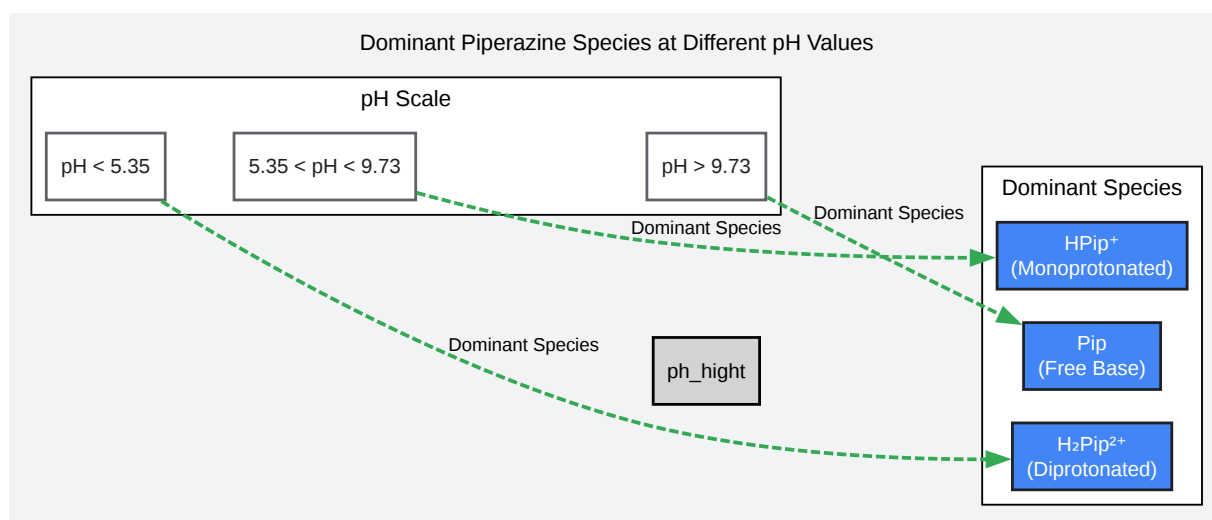 Dominant Piperazine Species at Different pH Values
pH Scale
pH < 5.35
5.35 < pH < 9.73
pH > 9.73
Dominant Species
Dominant Species
Dominant Species
HPip⁺
(Monoprotonated)
Pip
(Free Base)
Dominant Species
ph_hight
H₂Pip²⁺
(Diprotonated)